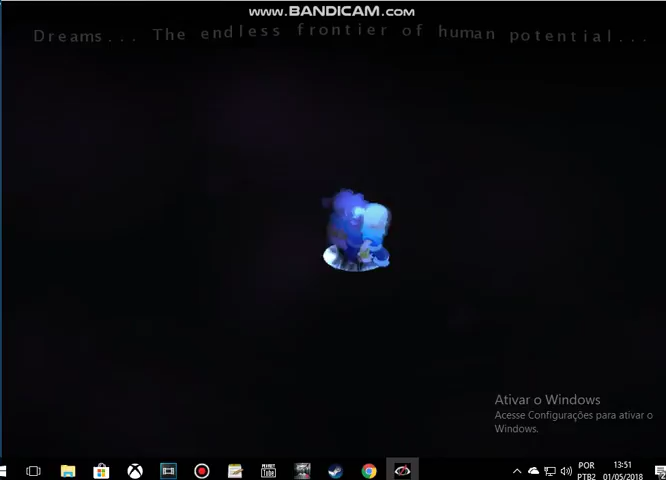 www.BANDICAM.com
Dreams... The endless frontier of human potential...
Ativar o Windows
Acesse Configurações para ativar o
Windows.
POR
PTB2
13:51
01/05/2018